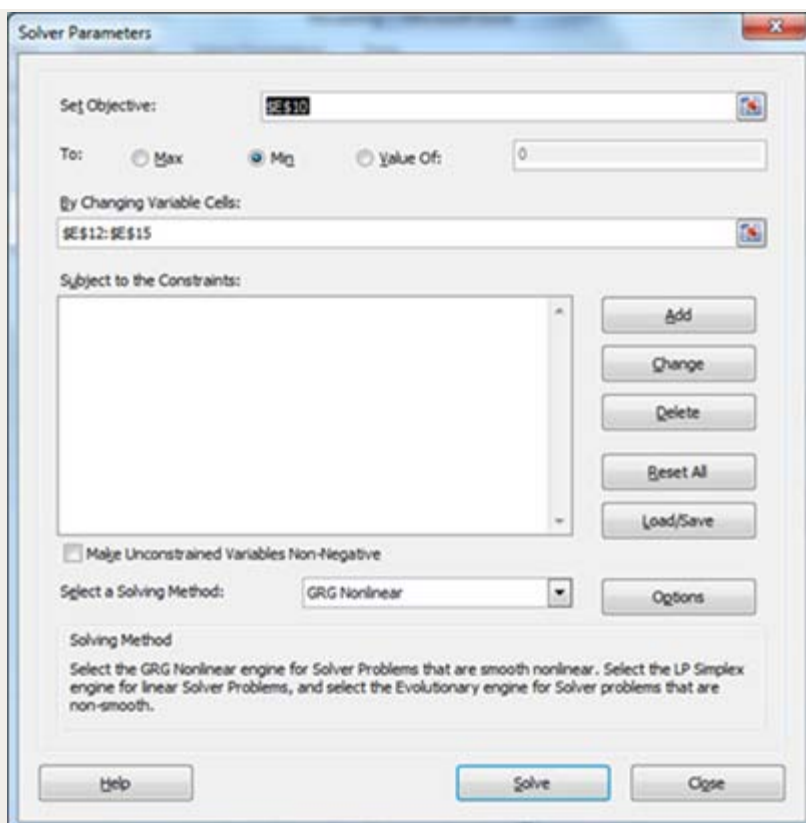 Solver Parameters
Set Objective:
$E$10
To:
Max
Min
Value Of:
0
By Changing Variable Cells:
$E$12:$E$15
Subject to the Constraints:
Add
Change
Delete
Reset All
Load/Save
Make Unconstrained Variables Non-Negative
Select a Solving Method:
GRG Nonlinear
Options
Solving Method
Select the GRG Nonlinear engine for Solver Problems that are smooth nonlinear. Select the LP Simplex
engine for linear Solver Problems, and select the Evolutionary engine for Solver problems that are
non-smooth.
Help
Solve
Close